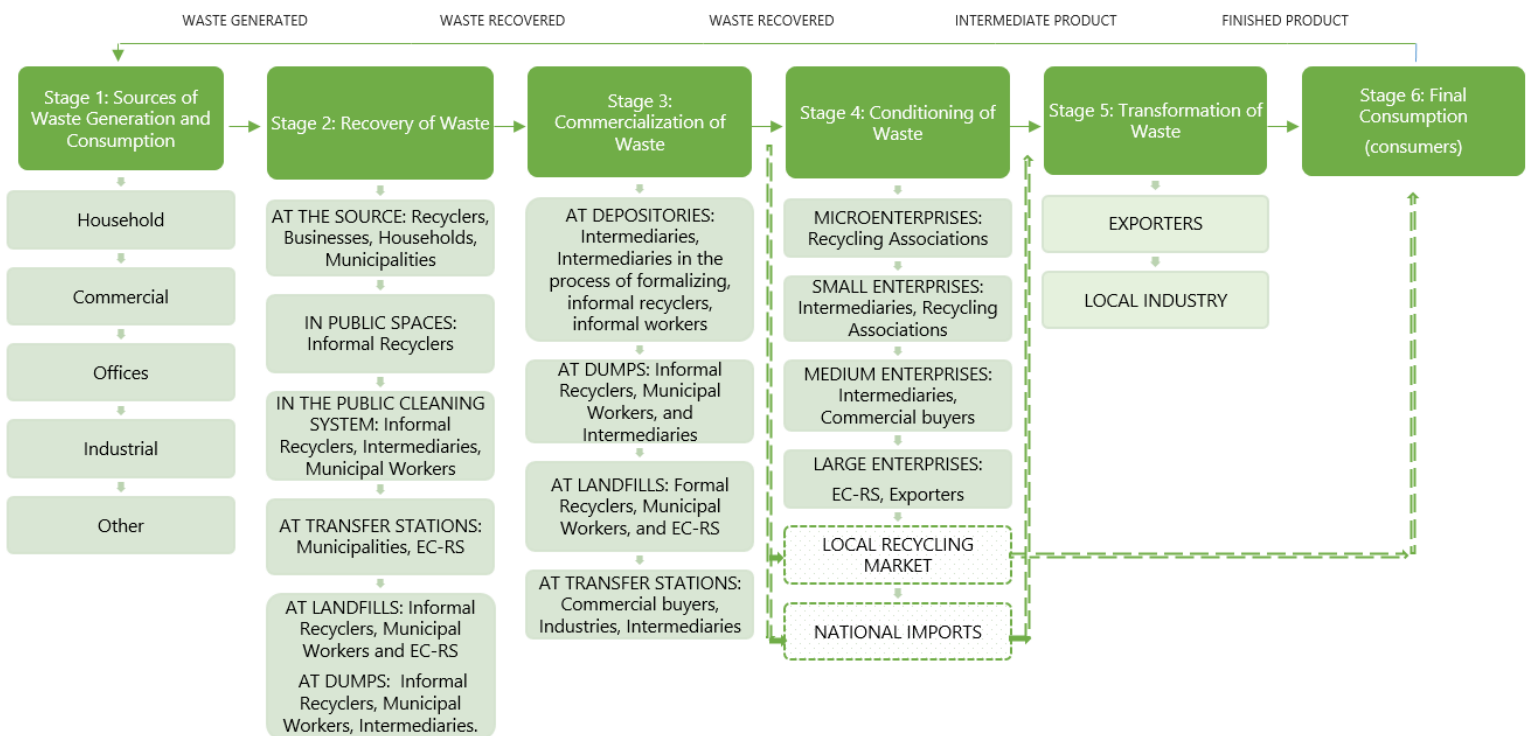 WASTE GENERATED
WASTE RECOVERED
WASTE RECOVERED
INTERMEDIATE PRODUCT
FINISHED PRODUCT
Stage 1: Sources of
Waste Generation and
Consumption
Household
Commercial
Offices
Industrial
Other
Stage 2: Recovery of Waste
AT THE SOURCE: Recyclers,
Businesses, Households,
Municipalities
IN PUBLIC SPACES:
Informal Recyclers
IN THE PUBLIC CLEANING
SYSTEM: Informal
Recyclers, Intermediaries,
Municipal Workers
AT TRANSFER STATIONS:
Municipalities, EC-RS
AT LANDFILLS: Informal
Recyclers, Municipal
Workers and EC-RS
AT DUMPS: Informal
Recyclers, Municipal
Workers, Intermediaries.
Stage 3:
Commercialization of
Waste
AT DEPOSITORIES:
Intermediaries,
Intermediaries in the
process of formalizing,
informal recyclers,
informal workers
AT DUMPS: Informal
Recyclers, Municipal
Workers, and
Intermediaries
AT LANDFILLS: Formal
Recyclers, Municipal
Workers, and EC-RS
AT TRANSFER STATIONS:
Commercial buyers,
Industries, Intermediaries
Stage 4: Conditioning of
Waste
MICROENTERPRISES:
Recycling Associations
SMALL ENTERPRISES:
Intermediaries, Recycling
Associations
MEDIUM ENTERPRISES:
Intermediaries,
Commercial buyers
LARGE ENTERPRISES:
EC-RS, Exporters
LOCAL RECYCLING
MARKET
NATIONAL IMPORTS
Stage 5: Transformation of
Waste
EXPORTERS
LOCAL INDUSTRY
Stage 6: Final
Consumption
(consumers)